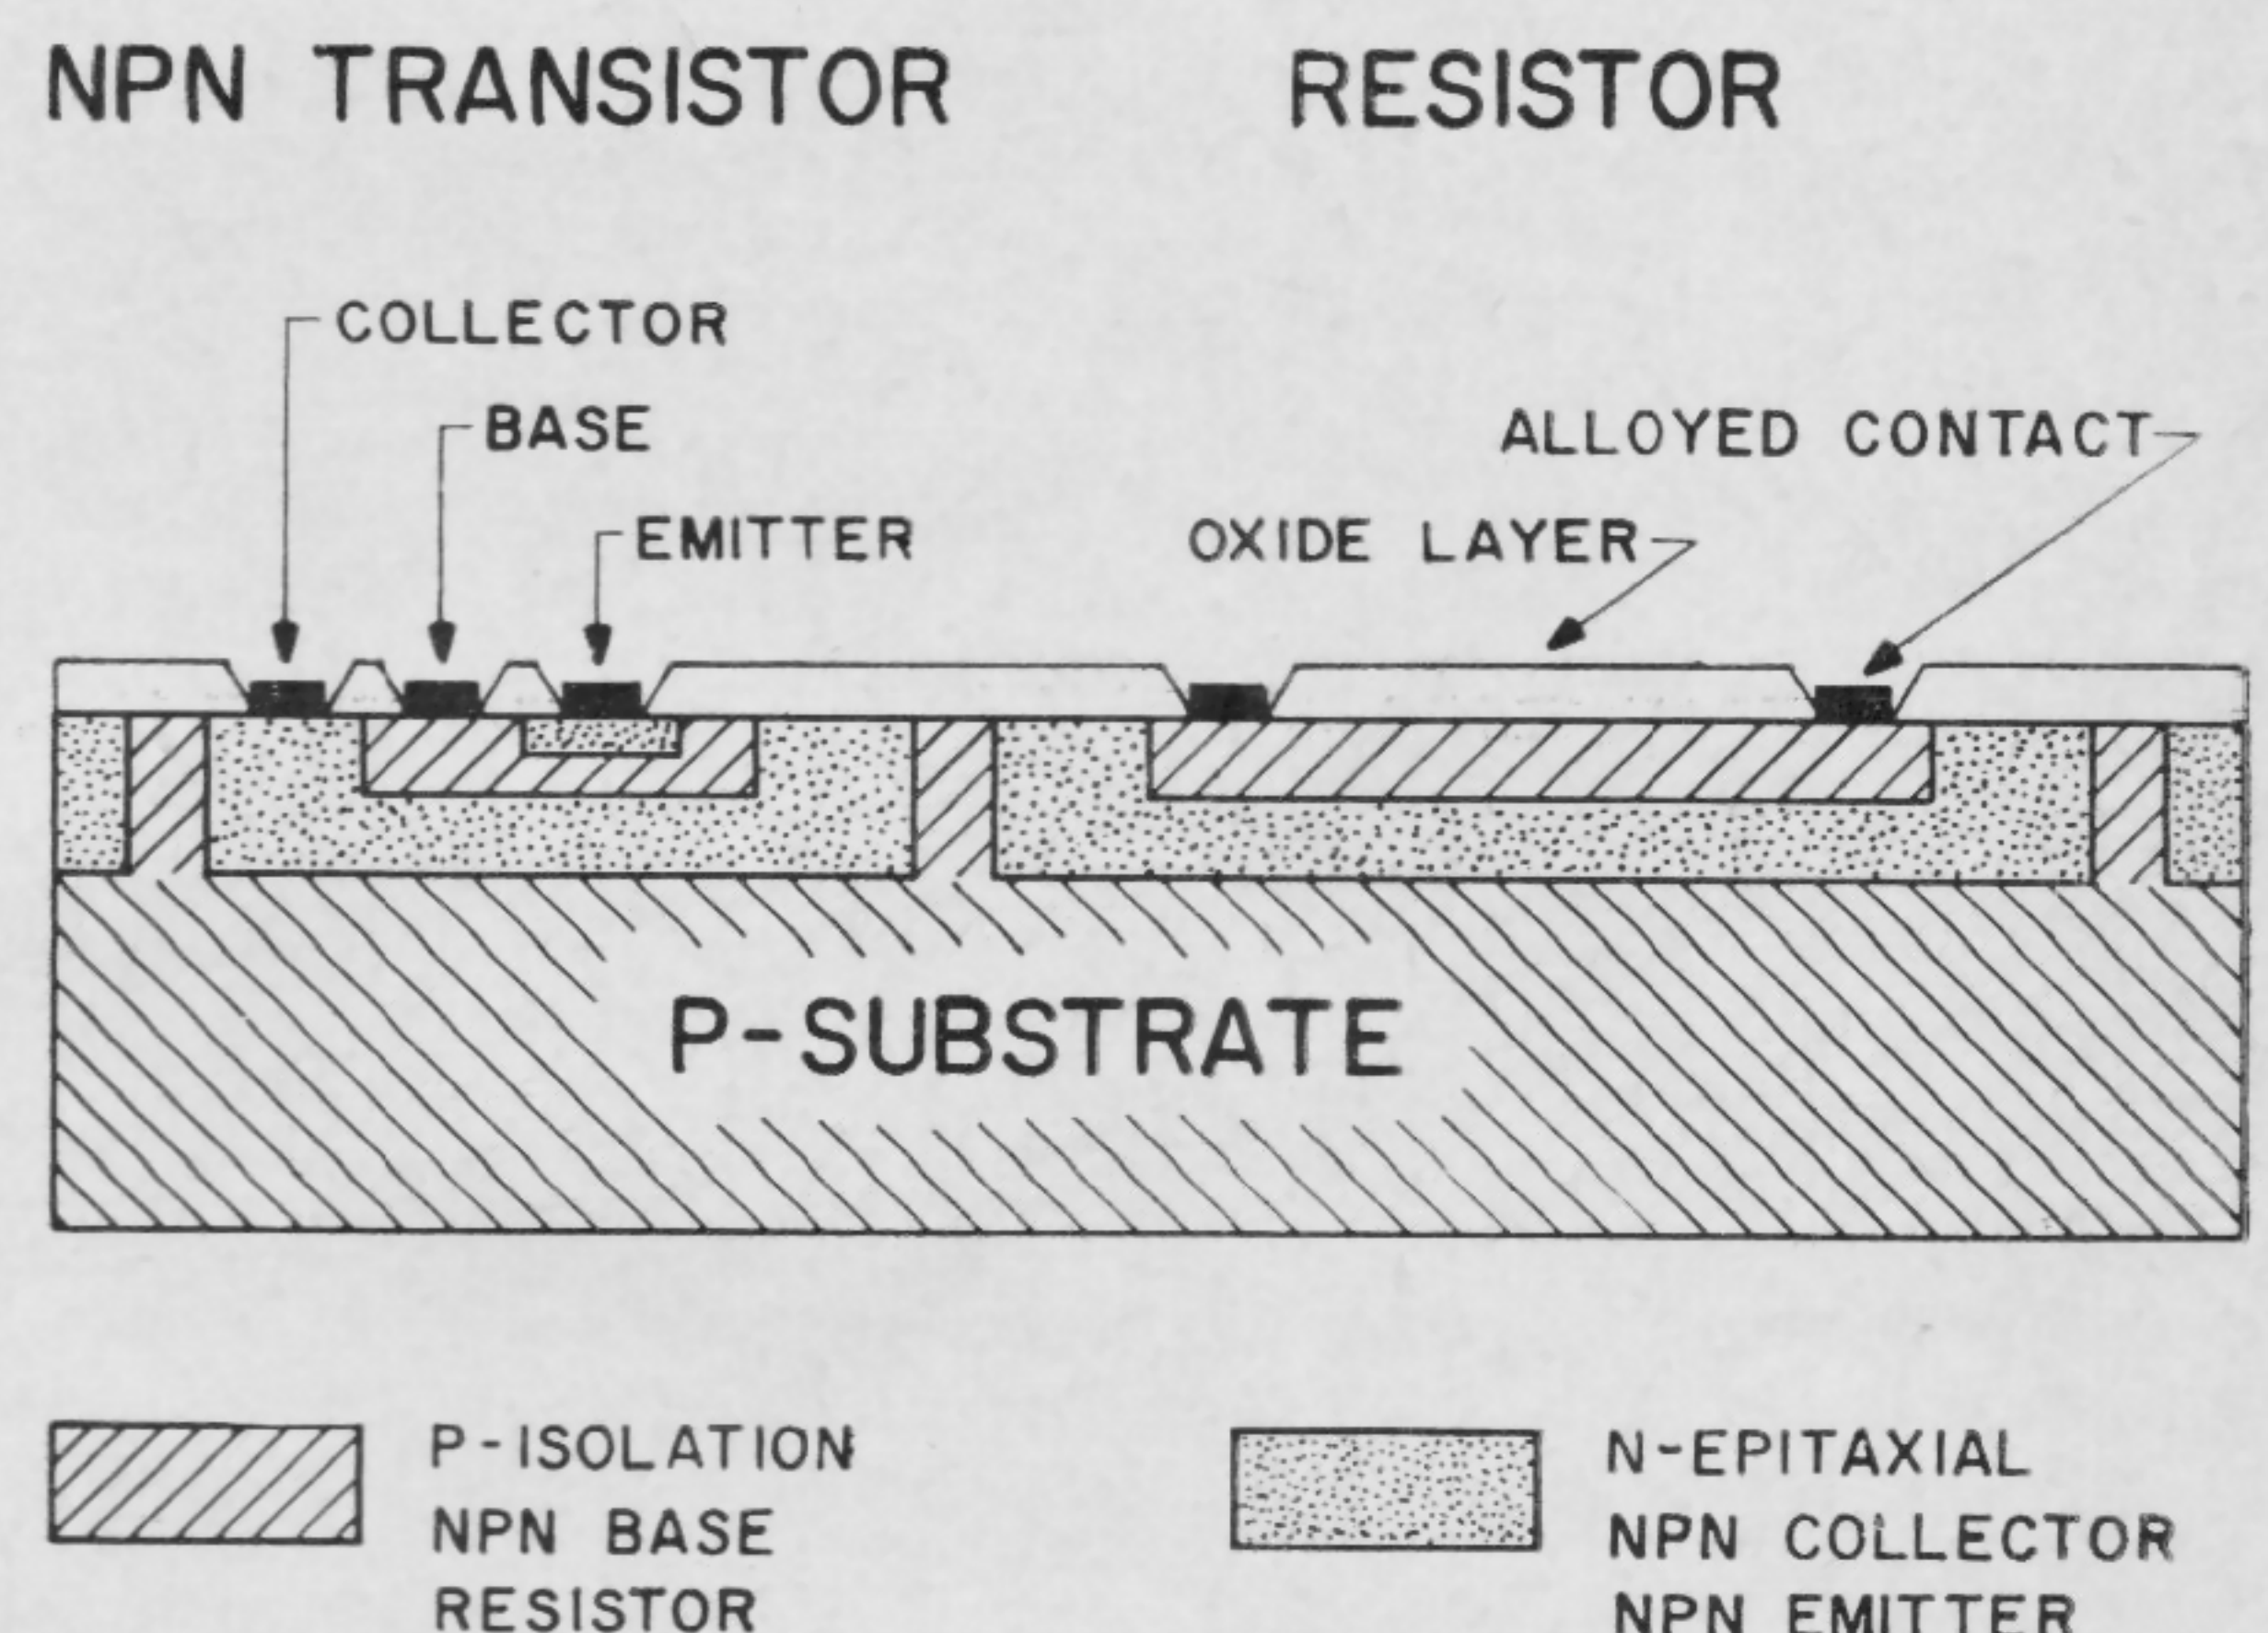 NPN TRANSISTOR
RESISTOR
COLLECTOR
BASE
EMITTER
ALLOYED CONTACT
OXIDE LAYER
P-SUBSTRATE
P-ISOLATION
NPN BASE
RESISTOR
N-EPITAXIAL
NPN COLLECTOR
NPN EMITTER